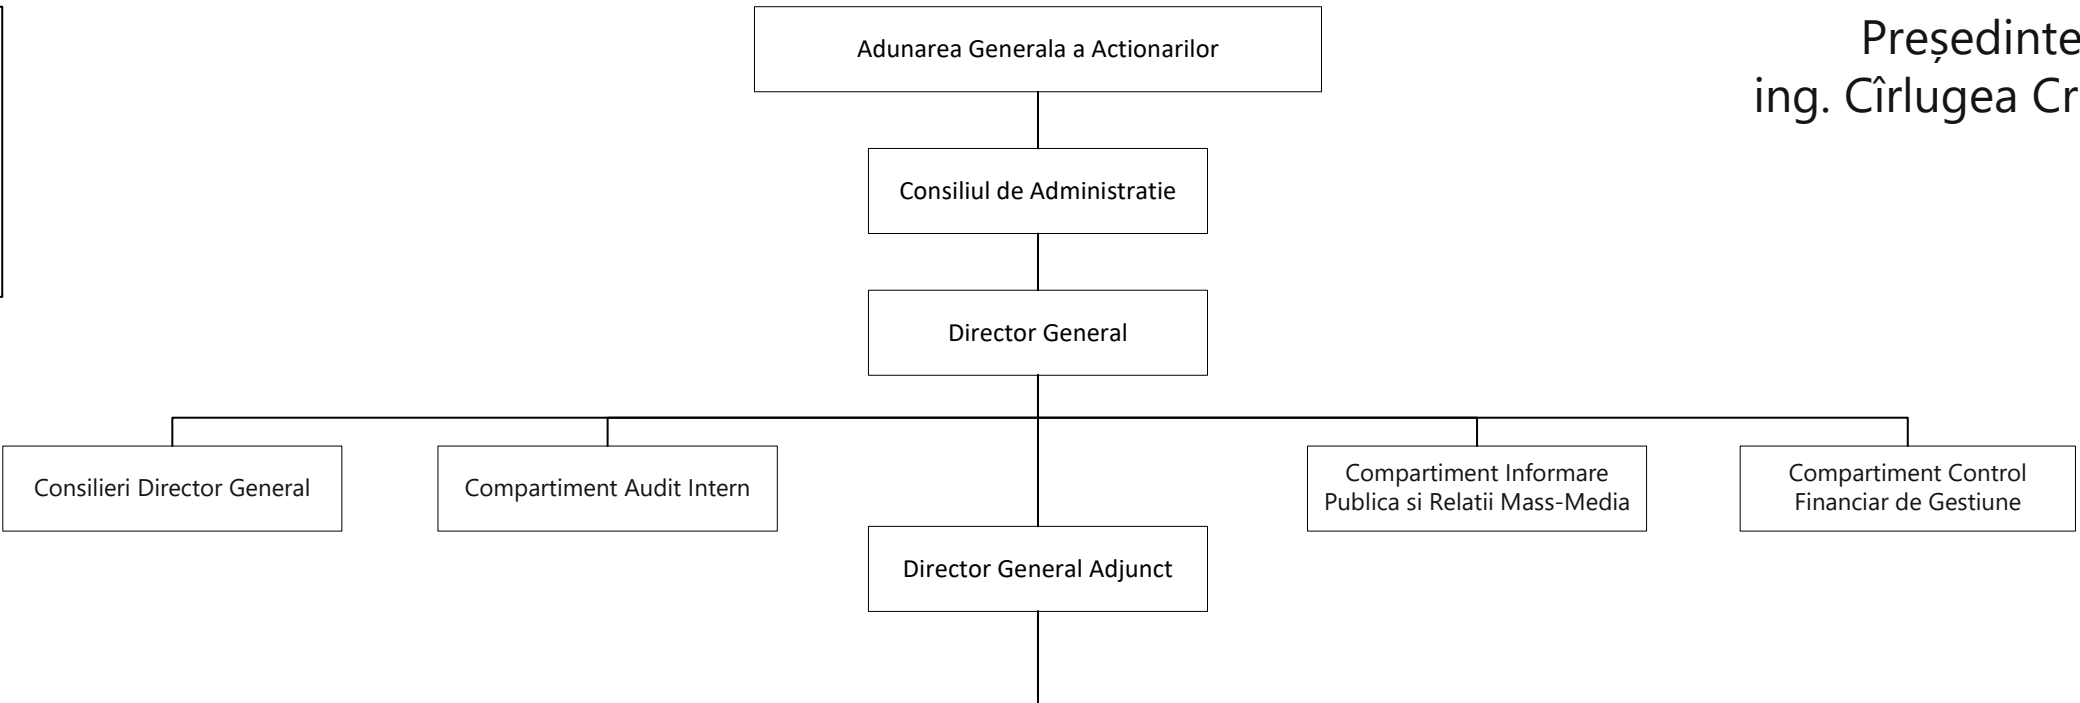 Adunarea Generala a Actionarilor
Președinte
ing. Cîrlugea
Consiliul de Administratie
Director General
Consilieri Director General
Compartiment Audit Intern
Compartiment Informare
Publica si Relatii Mass-Media
Compartiment Control
Financiar de Gestiune
Director General Adjunct